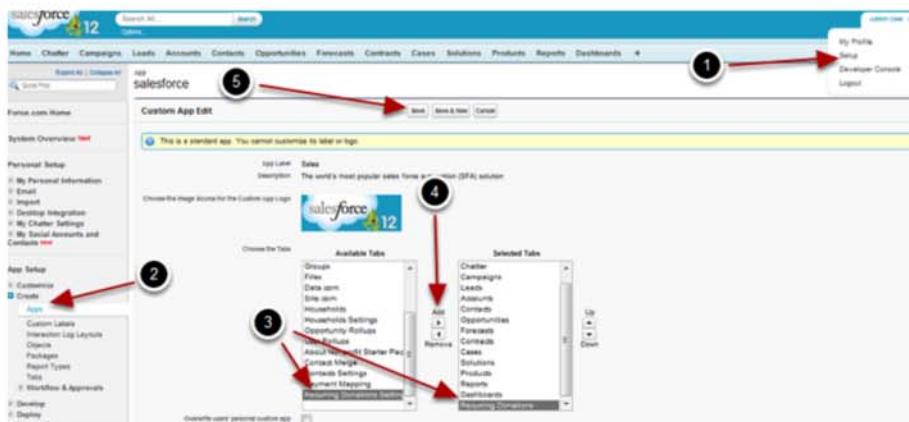 salesforce
12
Search All...
Search
Options...
Home Chatter Campaigns Leads Accounts Contacts Opportunities Forecasts Contracts Cases Solutions Products Reports Dashboards +
My Profile
Setup
Developer Console
Logout
1
Expand All | Collapse All
Quick Find
App
salesforce
5
Force.com Home
Custom App Edit
Save
Save & New
Cancel
System Overview
This is a standard app. You cannot customize its label or logo.
App Label Sales
Description The world's most popular sales force (SFA) solution
Personal Setup
My Personal Information
Email
Import
Desktop Integration
My Chatter Settings
My Social Accounts and
Contacts
Choose the Image Source for the Custom App Logo
salesforce
12
4
Choose the Tabs
Available Tabs
Selected Tabs
Groups
Files
Data.com
Site.com
Households
Households Settings
Opportunity Rollups
User Rollups
About Nonprofit Starter Pac
Contact Merge
Contacts Settings
Payment Mapping
Recurring Donations Settin
3
Add
Remove
Chatter
Campaigns
Leads
Accounts
Contacts
Opportunities
Forecasts
Contracts
Cases
Solutions
Products
Reports
Dashboards
Recurring Donations
Up
Down
App Setup
2
Customize
Create
Apps
Custom Labels
Interaction Log Layouts
Objects
Packages
Report Types
Tabs
Workflow & Approvals
Develop
Deploy
Overwrite users' personal custom app